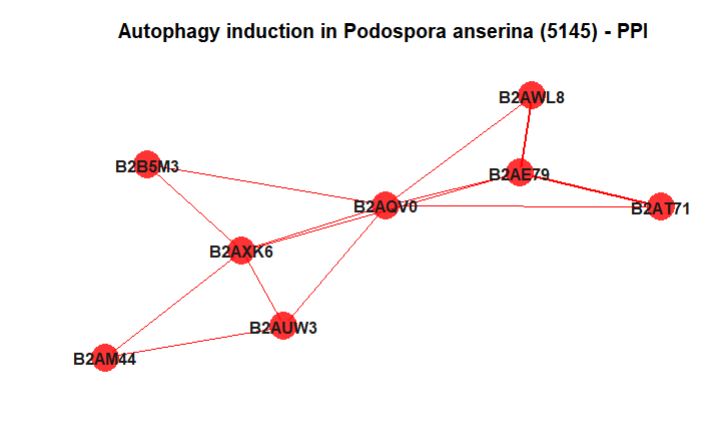 Autophagy induction in Podospora anserina (5145) - PPI
B2AWL8
B2B5M3
B2AE79
B2AQV0
B2AT71
B2AXK6
B2AUW3
B2AM44